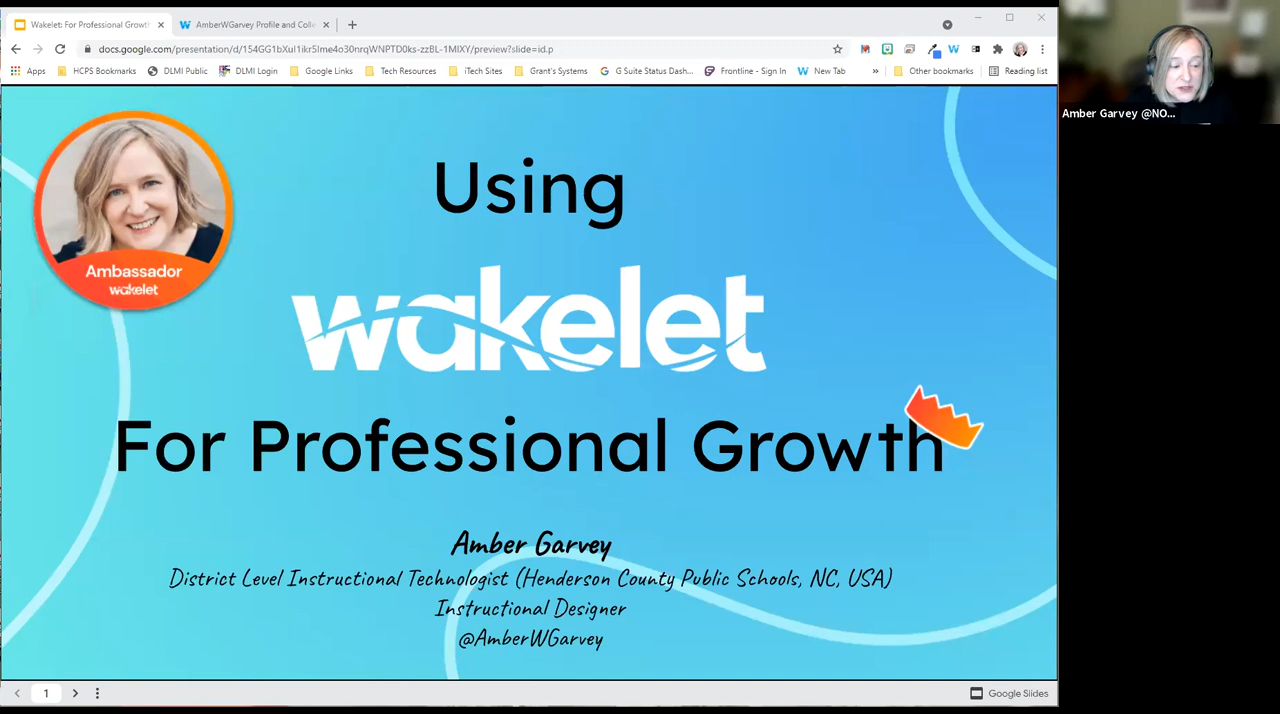 Wakelet: For Professional Growth
AmberWGarvey Profile and Colle
docs.google.com/presentation/d/154GG1bXul1ikr5lme4o30nrqWNPTD0ks-zzBL-1MIXY/preview?slide=id.p
Apps
HCPS Bookmarks
DLMI Public
DLMI Login
Google Links
Tech Resources
iTech Sites
Grant's Systems
G Suite Status Dash...
Frontline - Sign In
New Tab
»
Other bookmarks
Reading list
Amber Garvey @NO...
Using
Ambassador
wakelet
wakelet
For Professional Growth
Amber Garvey
District Level Instructional Technologist (Henderson County Public Schools, NC, USA)
Instructional Designer
@AmberWGarvey
1
Google Slides